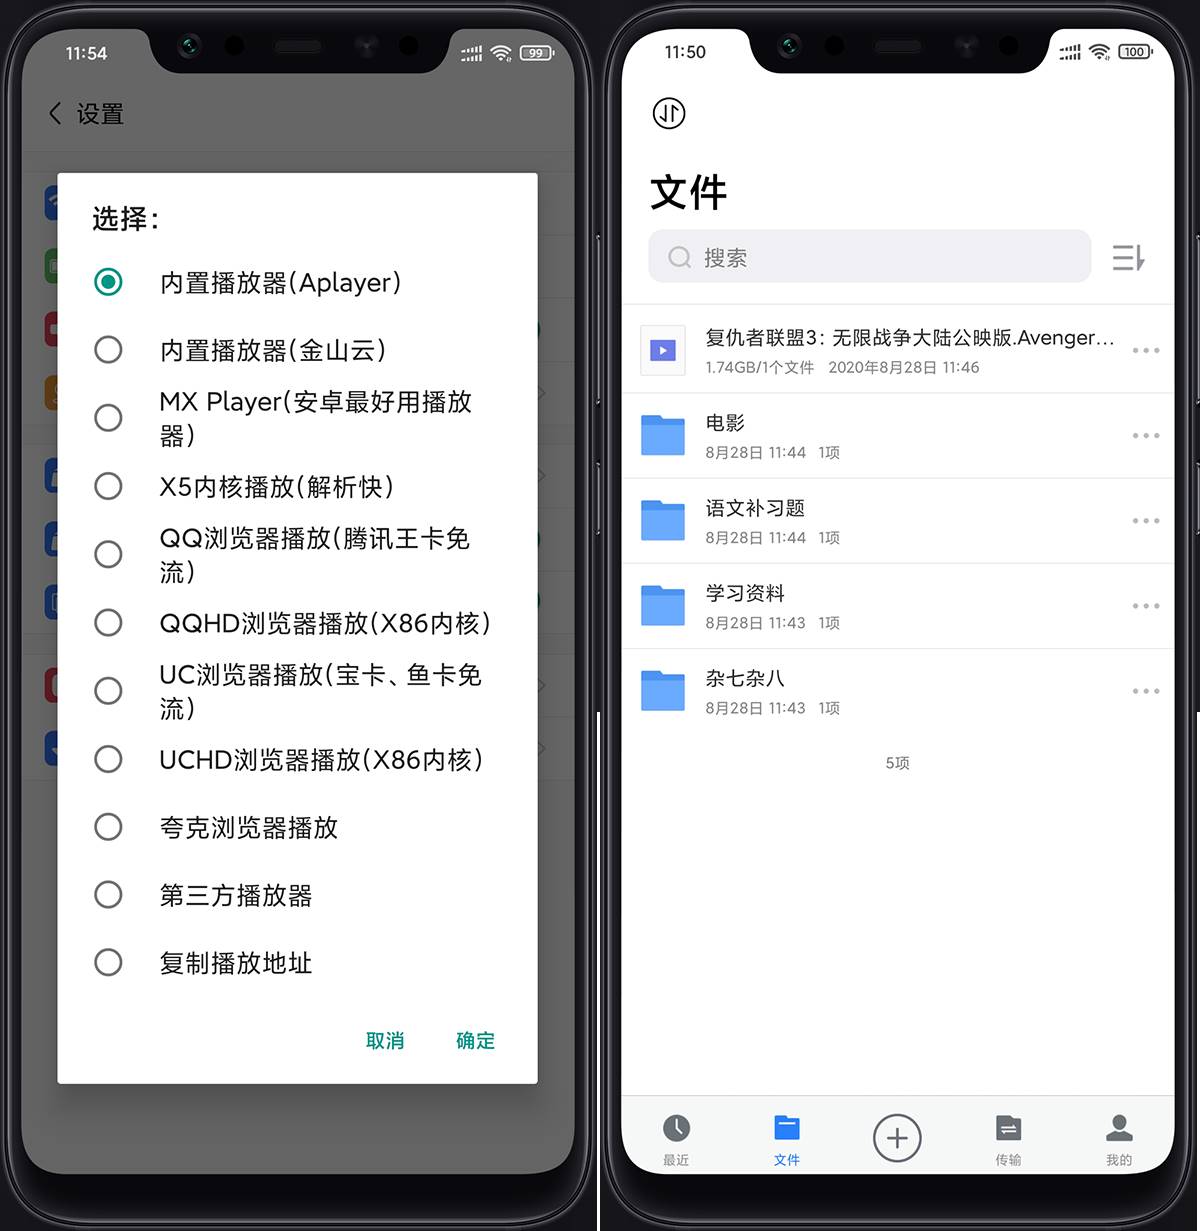 11:54
99
设置
选择：
内置播放器(Aplayer)
内置播放器(金山云)
MX Player(安卓最好用播放
器)
X5内核播放(解析快)
QQ浏览器播放(腾讯王卡免
流)
QQHD浏览器播放(X86内核)
UC浏览器播放(宝卡、鱼卡免
流)
UCHD浏览器播放(X86内核)
夸克浏览器播放
第三方播放器
复制播放地址
取消 确定
11:50
100
文件
搜索
复仇者联盟3：无限战争大陆公映版.Avenger...
1.74GB/1个文件 2020年8月28日 11:46
电影
8月28日 11:44 1项
语文补习题
8月28日 11:44 1项
学习资料
8月28日 11:43 1项
杂七杂八
8月28日 11:43 1项
5项
最近 文件 传输 我的